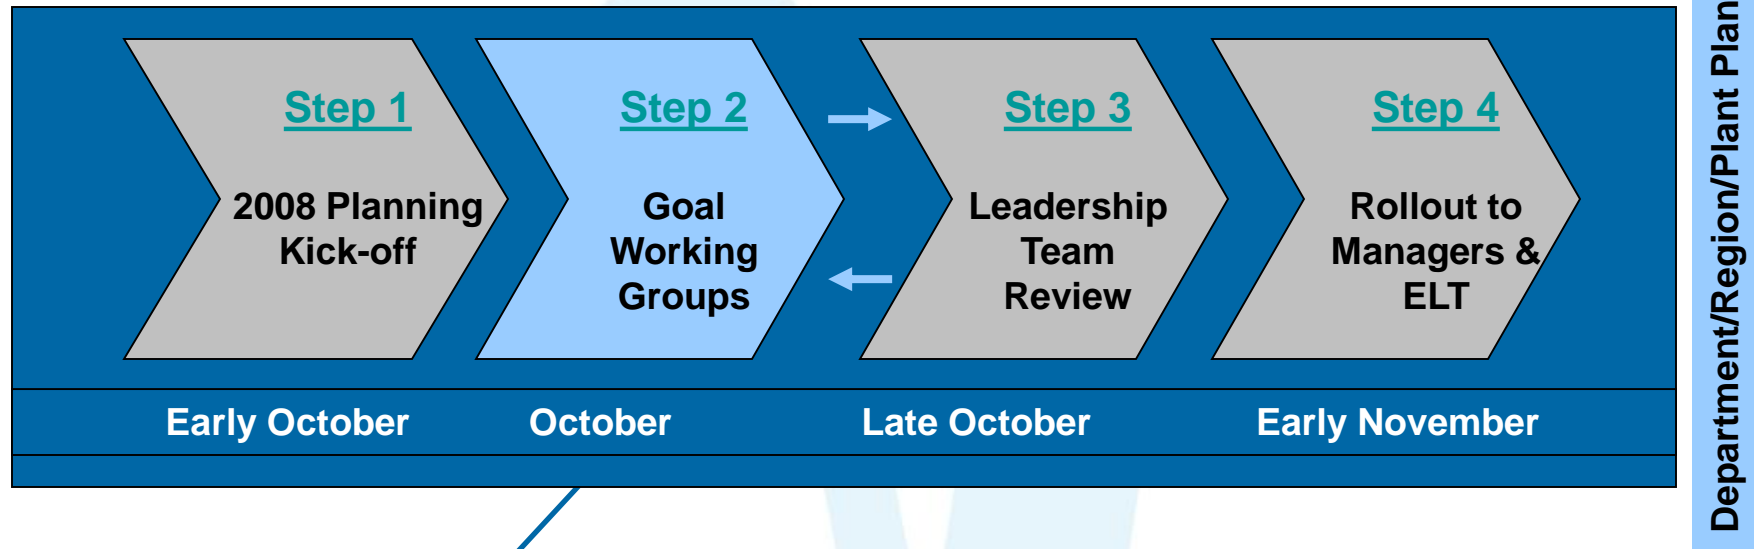 Step 1
2008 Planning
Kick-off
Step 2
Goal
Working
Groups
Step 3
Leadership
Team
Review
Step 4
Rollout to
Managers &
ELT
Early October
October
Late October
Early November
Department/Region/Plant Plan